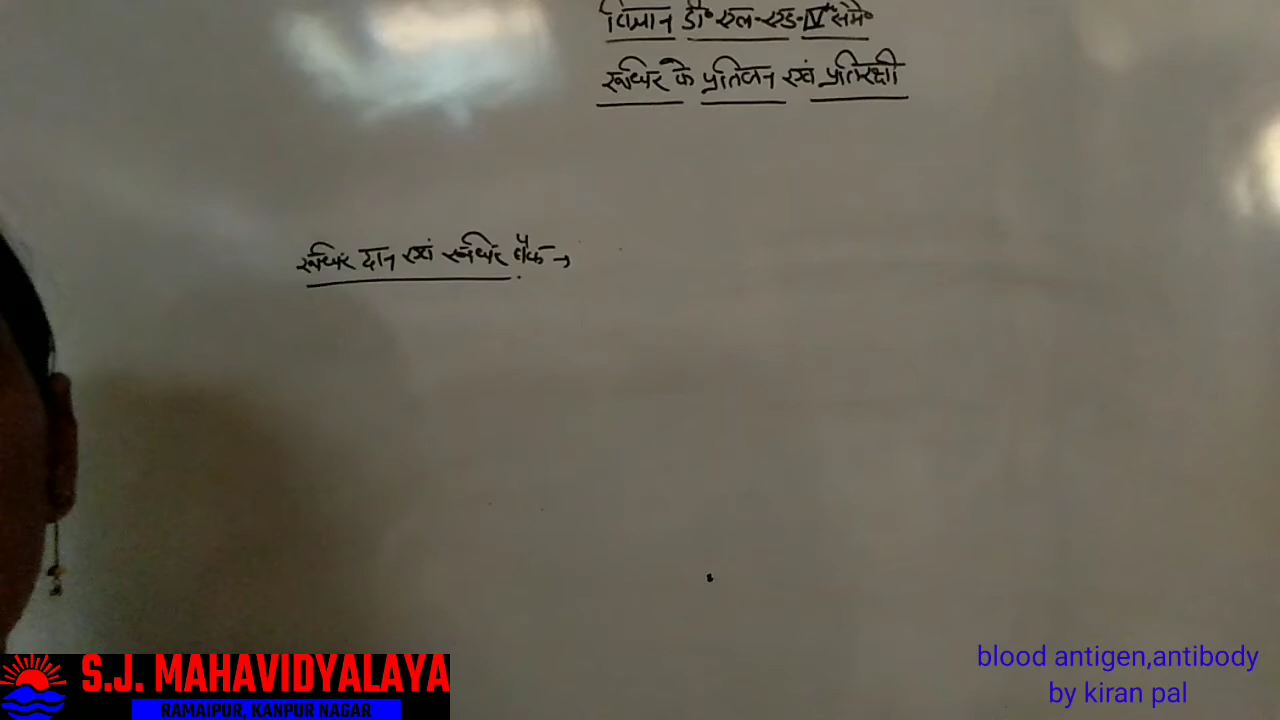 विज्ञान डी॰ एल॰ एड॰ IV सेमे॰
रूधिर के प्रतिजन एवं प्रतिरक्षी
रूधिर दान एवं रूधिर बैंक →
S.J. MAHAVIDYALAYA
RAMAIPUR, KANPUR NAGAR
blood antigen,antibody
by kiran pal